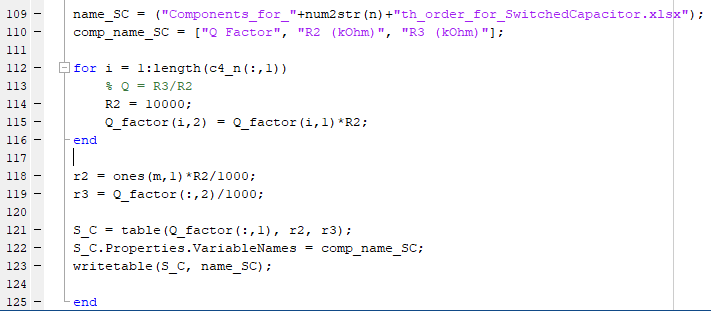 109 - name_SC = ("Components_for_"+num2str(n)+"th_order_for_SwitchedCapacitor.xlsx");
110 - comp_name_SC = ["Q Factor", "R2 (kOhm)", "R3 (kOhm)"];
111
112 - for i = 1:length(c4_n(:,1))
113 % Q = R3/R2
114 - R2 = 10000;
115 - Q_factor(i,2) = Q_factor(i,1)*R2;
116 - end
117
118 - r2 = ones(m,1)*R2/1000;
119 - r3 = Q_factor(:,2)/1000;
120
121 - S_C = table(Q_factor(:,1), r2, r3);
122 - S_C.Properties.VariableNames = comp_name_SC;
123 - writetable(S_C, name_SC);
124
125 - end